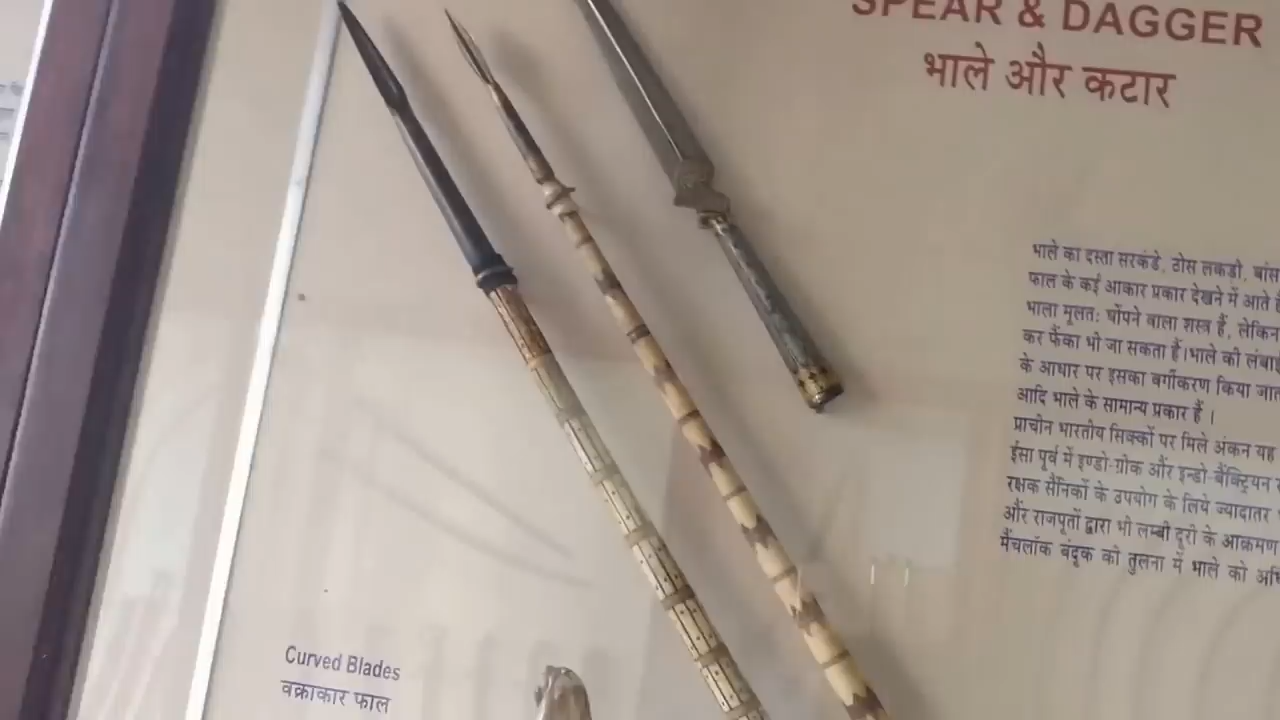 SPEAR & DAGGER
भाले और कटार
भाले का दस्ता सरकंडे, ठोस लकड़ी, बांस
फाल के कई आकार प्रकार देखने में आते
भाला मूलत: घोंपने वाला शस्त्र हैं, लेकिन
कर फैंका भी जा सकता हैं।भाले की लंबाई
के आधार पर इसका वर्गीकरण किया जाता
आदि भाले के सामान्य प्रकार हैं ।
प्राचीन भारतीय सिक्कों पर मिले अंकन यह
ईसा पूर्व में इण्डो-ग्रीक और इन्डो-बैंक्ट्रियन
रक्षक सैंनिकों के उपयोग के लिये ज्यादातर
और राजपूतों द्वारा भी लम्बी दूरी के आक्रमण
मैंचलॉक बंदूक की तुलना में भाले को
Curved Blades
वक्राकार फाल